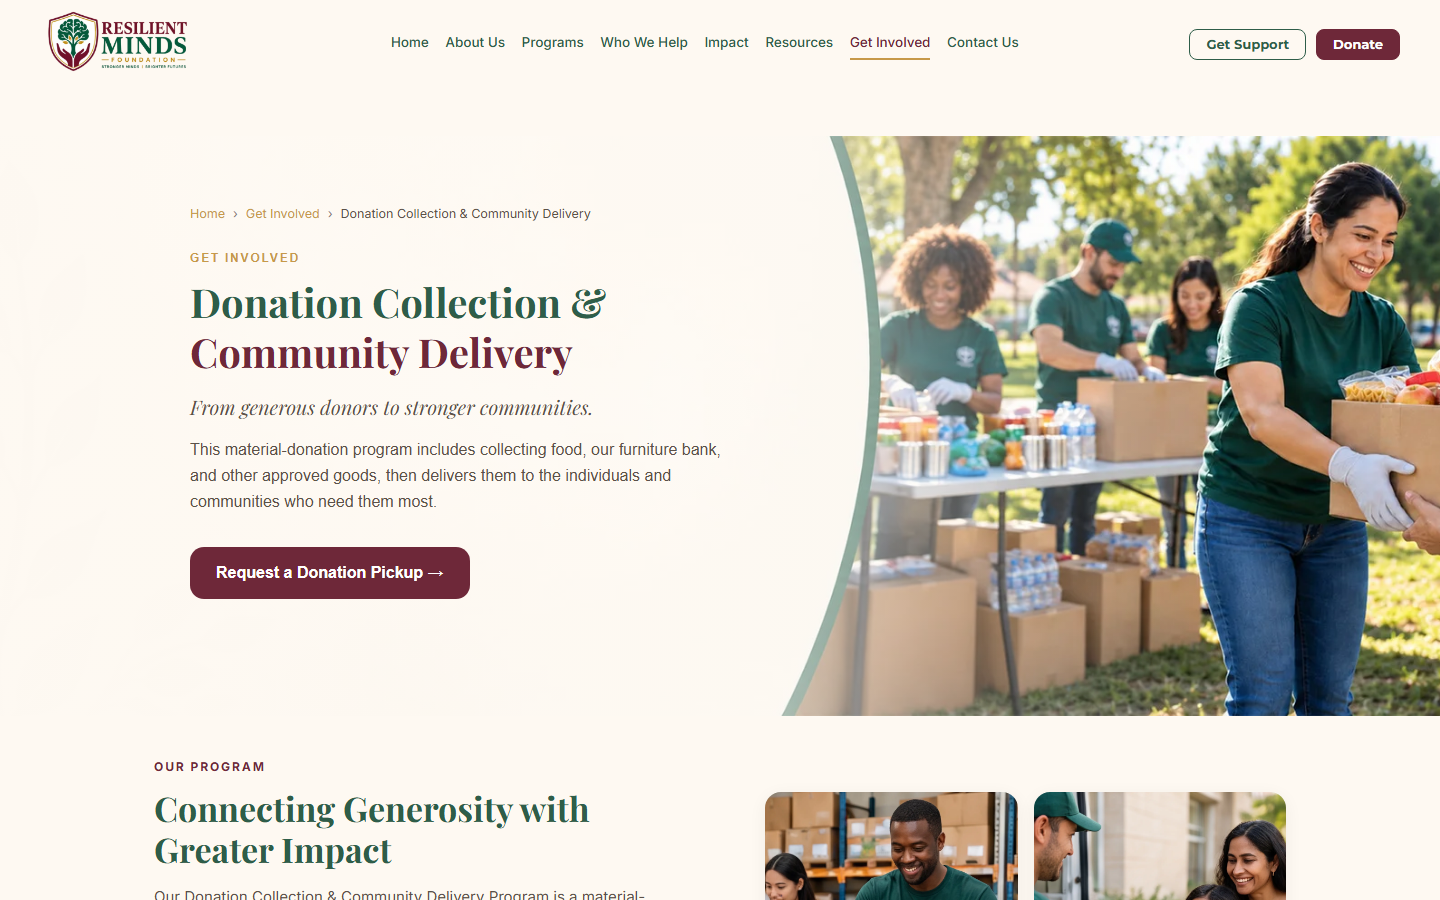 RESILIENT
MINDS
FOUNDATION
STRONGER MINDS | BRIGHTER FUTURES
Home About Us Programs Who We Help Impact Resources Get Involved Contact Us
Get Support Donate
Home › Get Involved › Donation Collection & Community Delivery
GET INVOLVED
Donation Collection &
Community Delivery
From generous donors to stronger communities.
This material-donation program includes collecting food, our furniture bank,
and other approved goods, then delivers them to the individuals and
communities who need them most.
Request a Donation Pickup →
OUR PROGRAM
Connecting Generosity with
Greater Impact
Our Donation Collection & Community Delivery Program is a material-